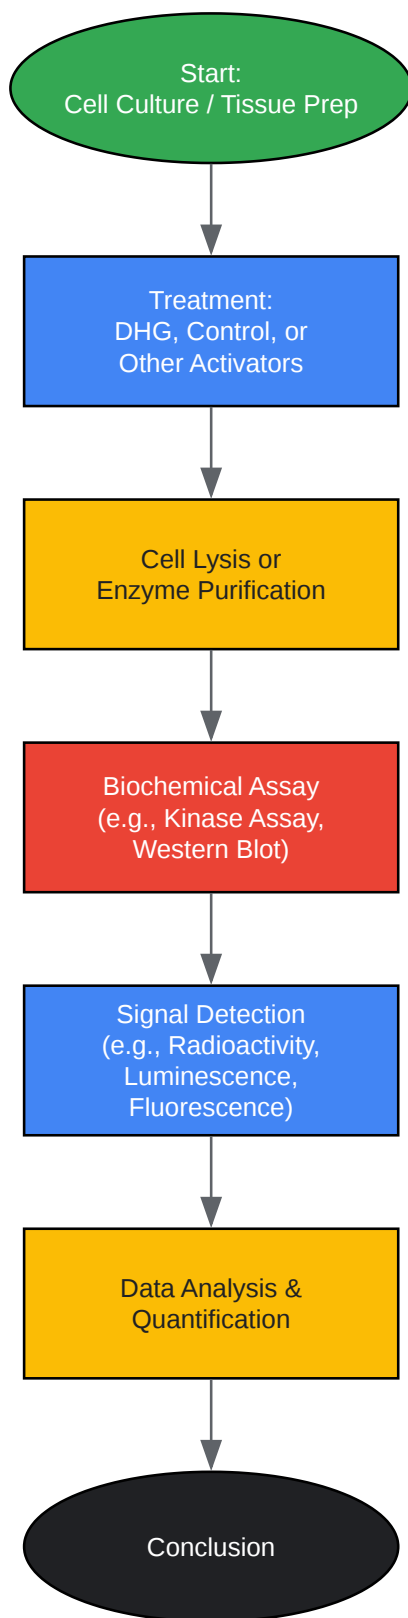 Start:
Cell Culture / Tissue Prep
Treatment:
DHG, Control, or
Other Activators
Cell Lysis or
Enzyme Purification
Biochemical Assay
(e.g., Kinase Assay,
Western Blot)
Signal Detection
(e.g., Radioactivity,
Luminescence,
Fluorescence)
Data Analysis &
Quantification
Conclusion